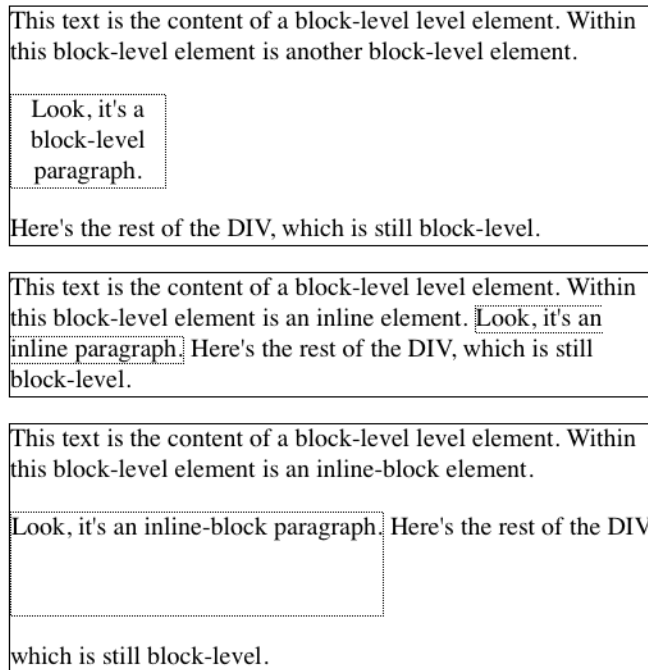 This text is the content of a block-level level element. Within
this block-level element is another block-level element.
Look, it's a
block-level
paragraph.
Here's the rest of the DIV, which is still block-level.
This text is the content of a block-level level element. Within
this block-level element is an inline element. Look, it's an
inline paragraph. Here's the rest of the DIV, which is still
block-level.
This text is the content of a block-level level element. Within
this block-level element is an inline-block element.
Look, it's an inline-block paragraph. Here's the rest of the DIV
which is still block-level.